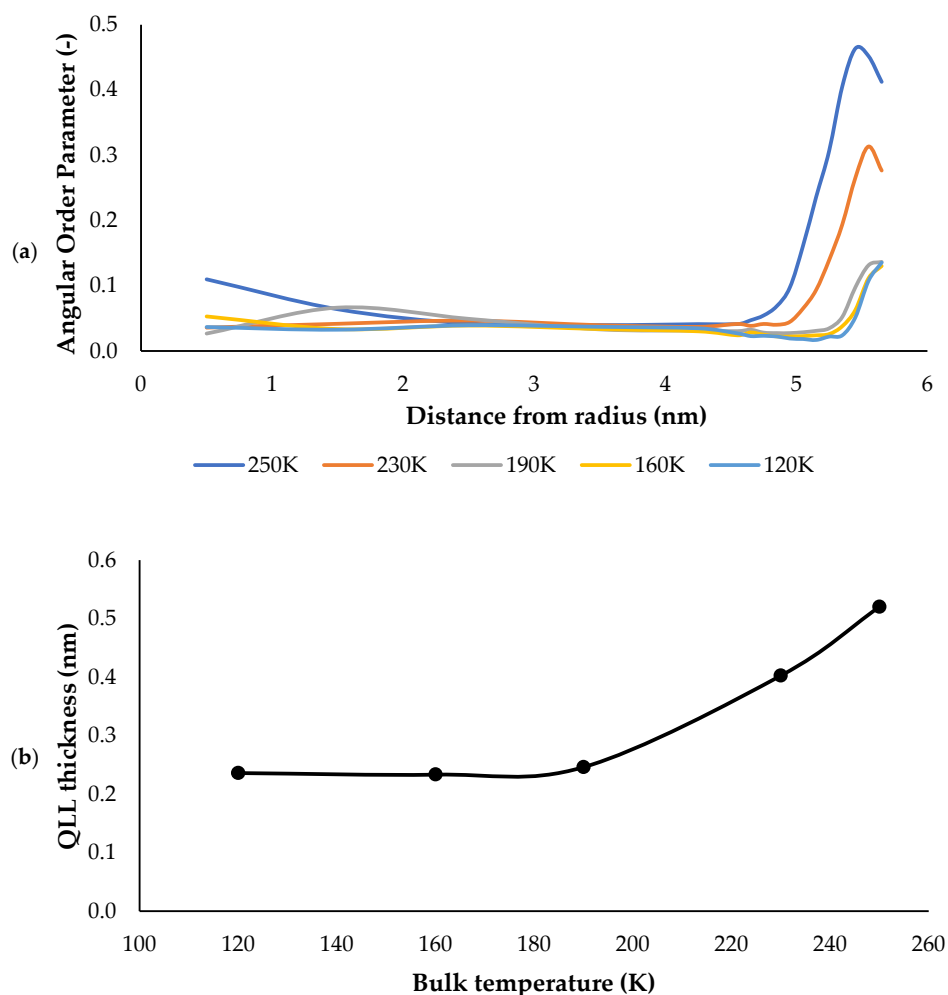 (a)
Angular Order Parameter (-)
0.5
0.4
0.3
0.2
0.1
0.0
0 1 2 3 4 5 6
Distance from radius (nm)
250K 230K 190K 160K 120K
(b)
QLL thickness (nm)
0.6
0.5
0.4
0.3
0.2
0.1
0.0
100 120 140 160 180 200 220 240 260
Bulk temperature (K)